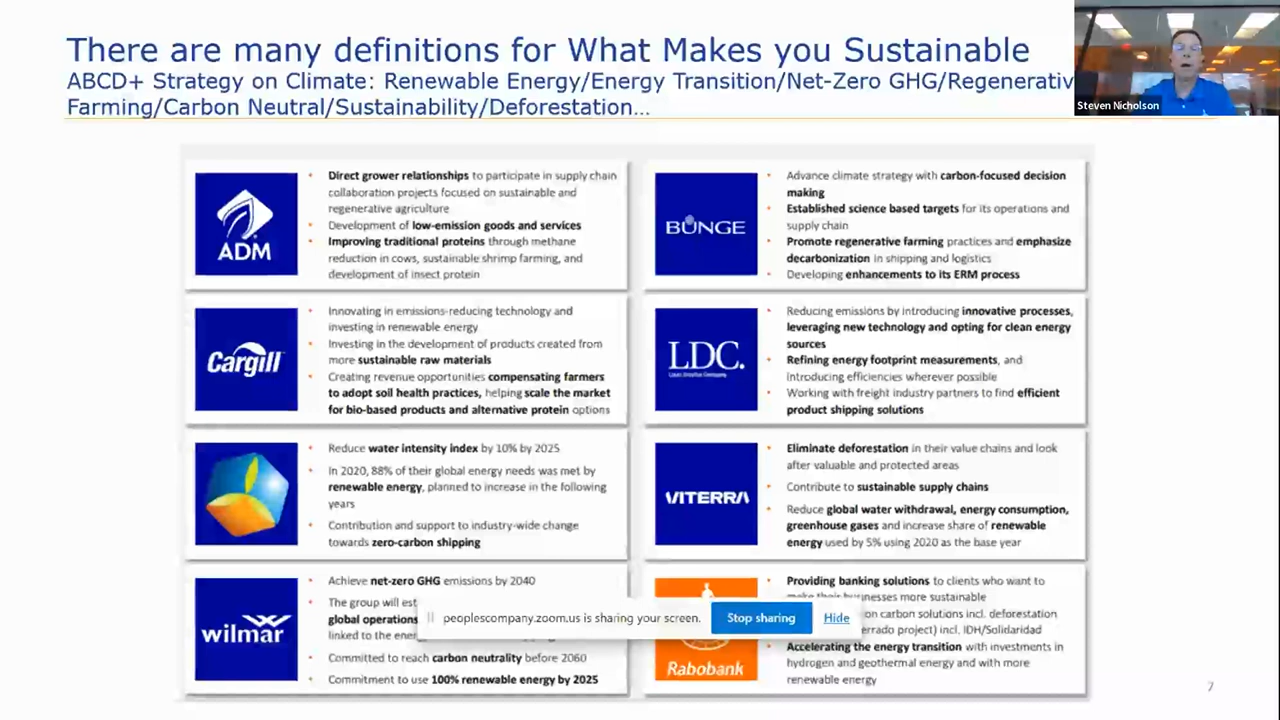 There are many definitions for What Makes you Sustainable
ABCD+ Strategy on Climate: Renewable Energy/Energy Transition/Net-Zero GHG/Regenerativ
Farming/Carbon Neutral/Sustainability/Deforestation...
Steven Nicholson
ADM
• Direct grower relationships to participate in supply chain
collaboration projects focused on sustainable and
regenerative agriculture
• Development of low-emission goods and services
• Improving traditional proteins through methane
reduction in cows, sustainable shrimp farming, and
development of insect protein
BUNGE
• Advance climate strategy with carbon-focused decision
making
• Established science based targets for its operations and
supply chain
• Promote regenerative farming practices and emphasize
decarbonization in shipping and logistics
• Developing enhancements to its ERM process
Cargill
• Innovating in emissions-reducing technology and
investing in renewable energy
• Investing in the development of products created from
more sustainable raw materials
• Creating revenue opportunities compensating farmers
to adopt soil health practices, helping scale the market
for bio-based products and alternative protein options
LDC.
Louis Dreyfus Company
• Reducing emissions by introducing innovative processes,
leveraging new technology and opting for clean energy
sources
• Refining energy footprint measurements, and
introducing efficiencies wherever possible
• Working with freight industry partners to find efficient
product shipping solutions
• Reduce water intensity index by 10% by 2025
• In 2020, 88% of their global energy needs was met by
renewable energy, planned to increase in the following
years
• Contribution and support to industry-wide change
towards zero-carbon shipping
VITERRA
• Eliminate deforestation in their value chains and look
after valuable and protected areas
• Contribute to sustainable supply chains
• Reduce global water withdrawal, energy consumption,
greenhouse gases and increase share of renewable
energy used by 5% using 2020 as the base year
wilmar
• Achieve net-zero GHG emissions by 2040
• The group will est
global operations
linked to the ener
• Committed to reach carbon neutrality before 2060
• Commitment to use 100% renewable energy by 2025
Rabobank
• Providing banking solutions to clients who want to
make their businesses more sustainable
on carbon solutions incl. deforestation
errado project) incl. IDH/Solidaridad
Accelerating the energy transition with investments in
hydrogen and geothermal energy and with more
renewable energy
peoplescompany.zoom.us is sharing your screen.
Stop sharing
Hide
7